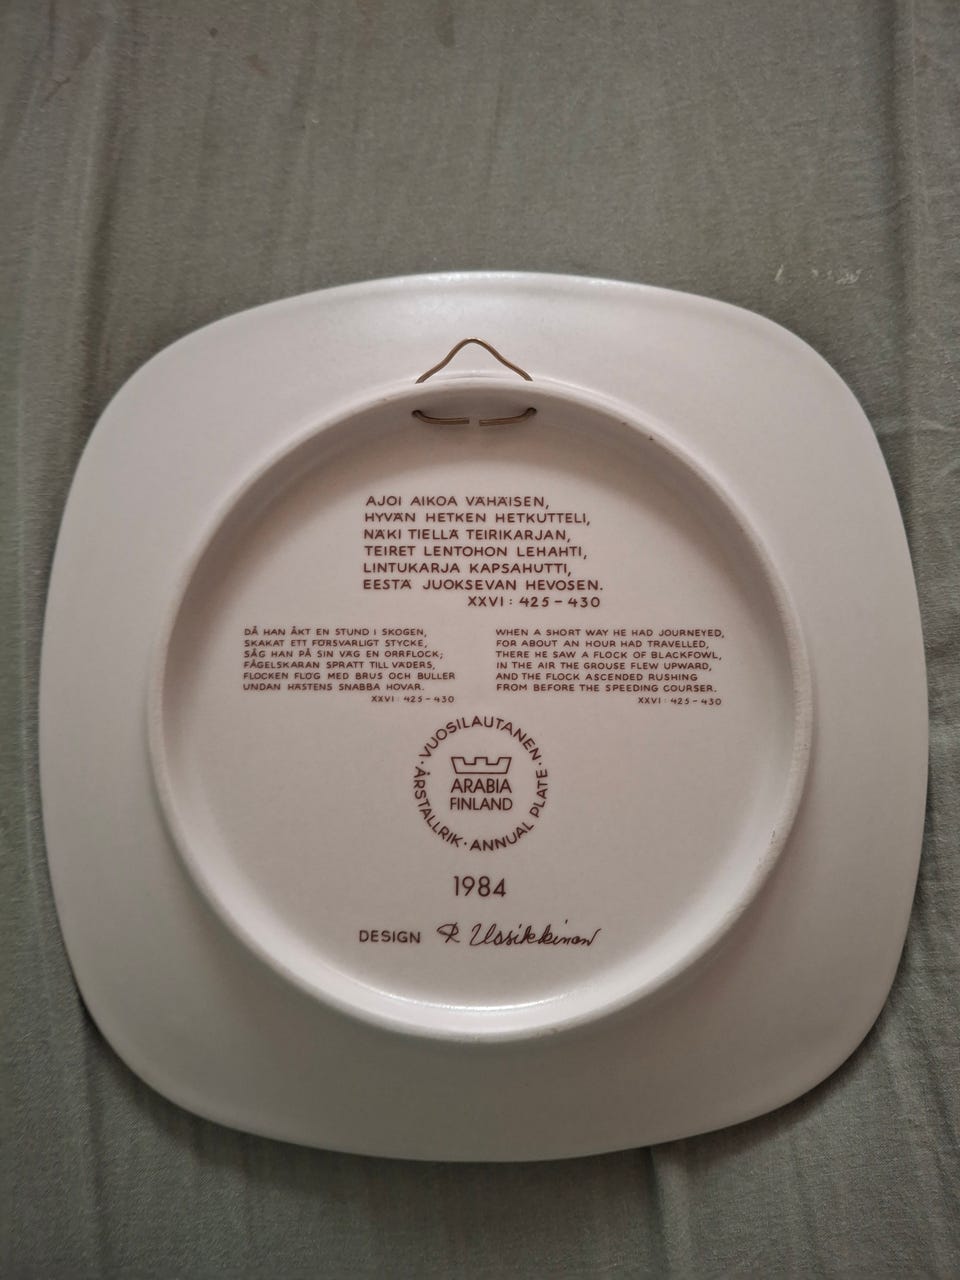 AJOI AIKOA VÄHÄISEN,
HYVÄN HETKEN HETKUTTELI,
NÄKI TIELLÄ TEIRIKARJAN,
TEIRET LENTOHON LEHAHTI,
LINTUKARJA KAPSAHUTTI,
EESTÄ JUOKSEVAN HEVOSEN.
XXVI: 425-430
DÅ HAN ÅKT EN STUND I SKOGEN,
SKAKAT ETT FÖRSVARLIGT STYCKE,
SÅG HAN PÅ SIN VÄG EN ORRFLOCK;
FÅGELSKARAN SPRATT TILL VÄDERS,
FLOCKEN FLÖG MED BRUS OCH BULLER
UNDAN HÄSTENS SNABBA HOVAR.
XXVI: 425-430
WHEN A SHORT WAY HE HAD JOURNEYED,
FOR ABOUT AN HOUR HAD TRAVELLED,
THERE HE SAW A FLOCK OF BLACKFOWL,
IN THE AIR THE GROUSE FLEW UPWARD,
AND THE FLOCK ASCENDED RUSHING
FROM BEFORE THE SPEEDING COURSER.
XXVI: 425-430
VUOSILAUTANEN · ANNUAL PLATE · ÅRSTALLRIK ·
ARABIA
FINLAND
1984
DESIGN R Uosikkinen